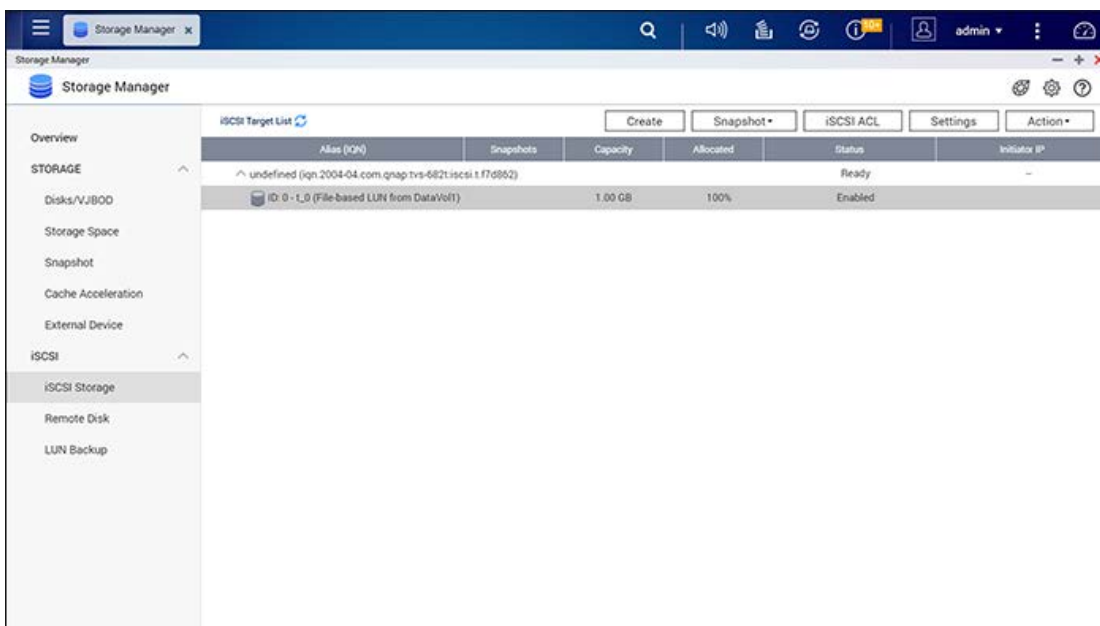 Storage Manager x
10+
admin
Storage Manager
Storage Manager
iSCSI Target List
Create
Snapshot
iSCSI ACL
Settings
Action
Alias (IQN) Snapshots Capacity Allocated Status Initiator IP
undefined (iqn.2004-04.com.qnap:tvs-682t:iscsi.t.f7d862) Ready --
ID: 0 - t_0 (File-based LUN from DataVol1) 1.00 GB 100% Enabled
Overview
STORAGE
Disks/VJBOD
Storage Space
Snapshot
Cache Acceleration
External Device
iSCSI
iSCSI Storage
Remote Disk
LUN Backup